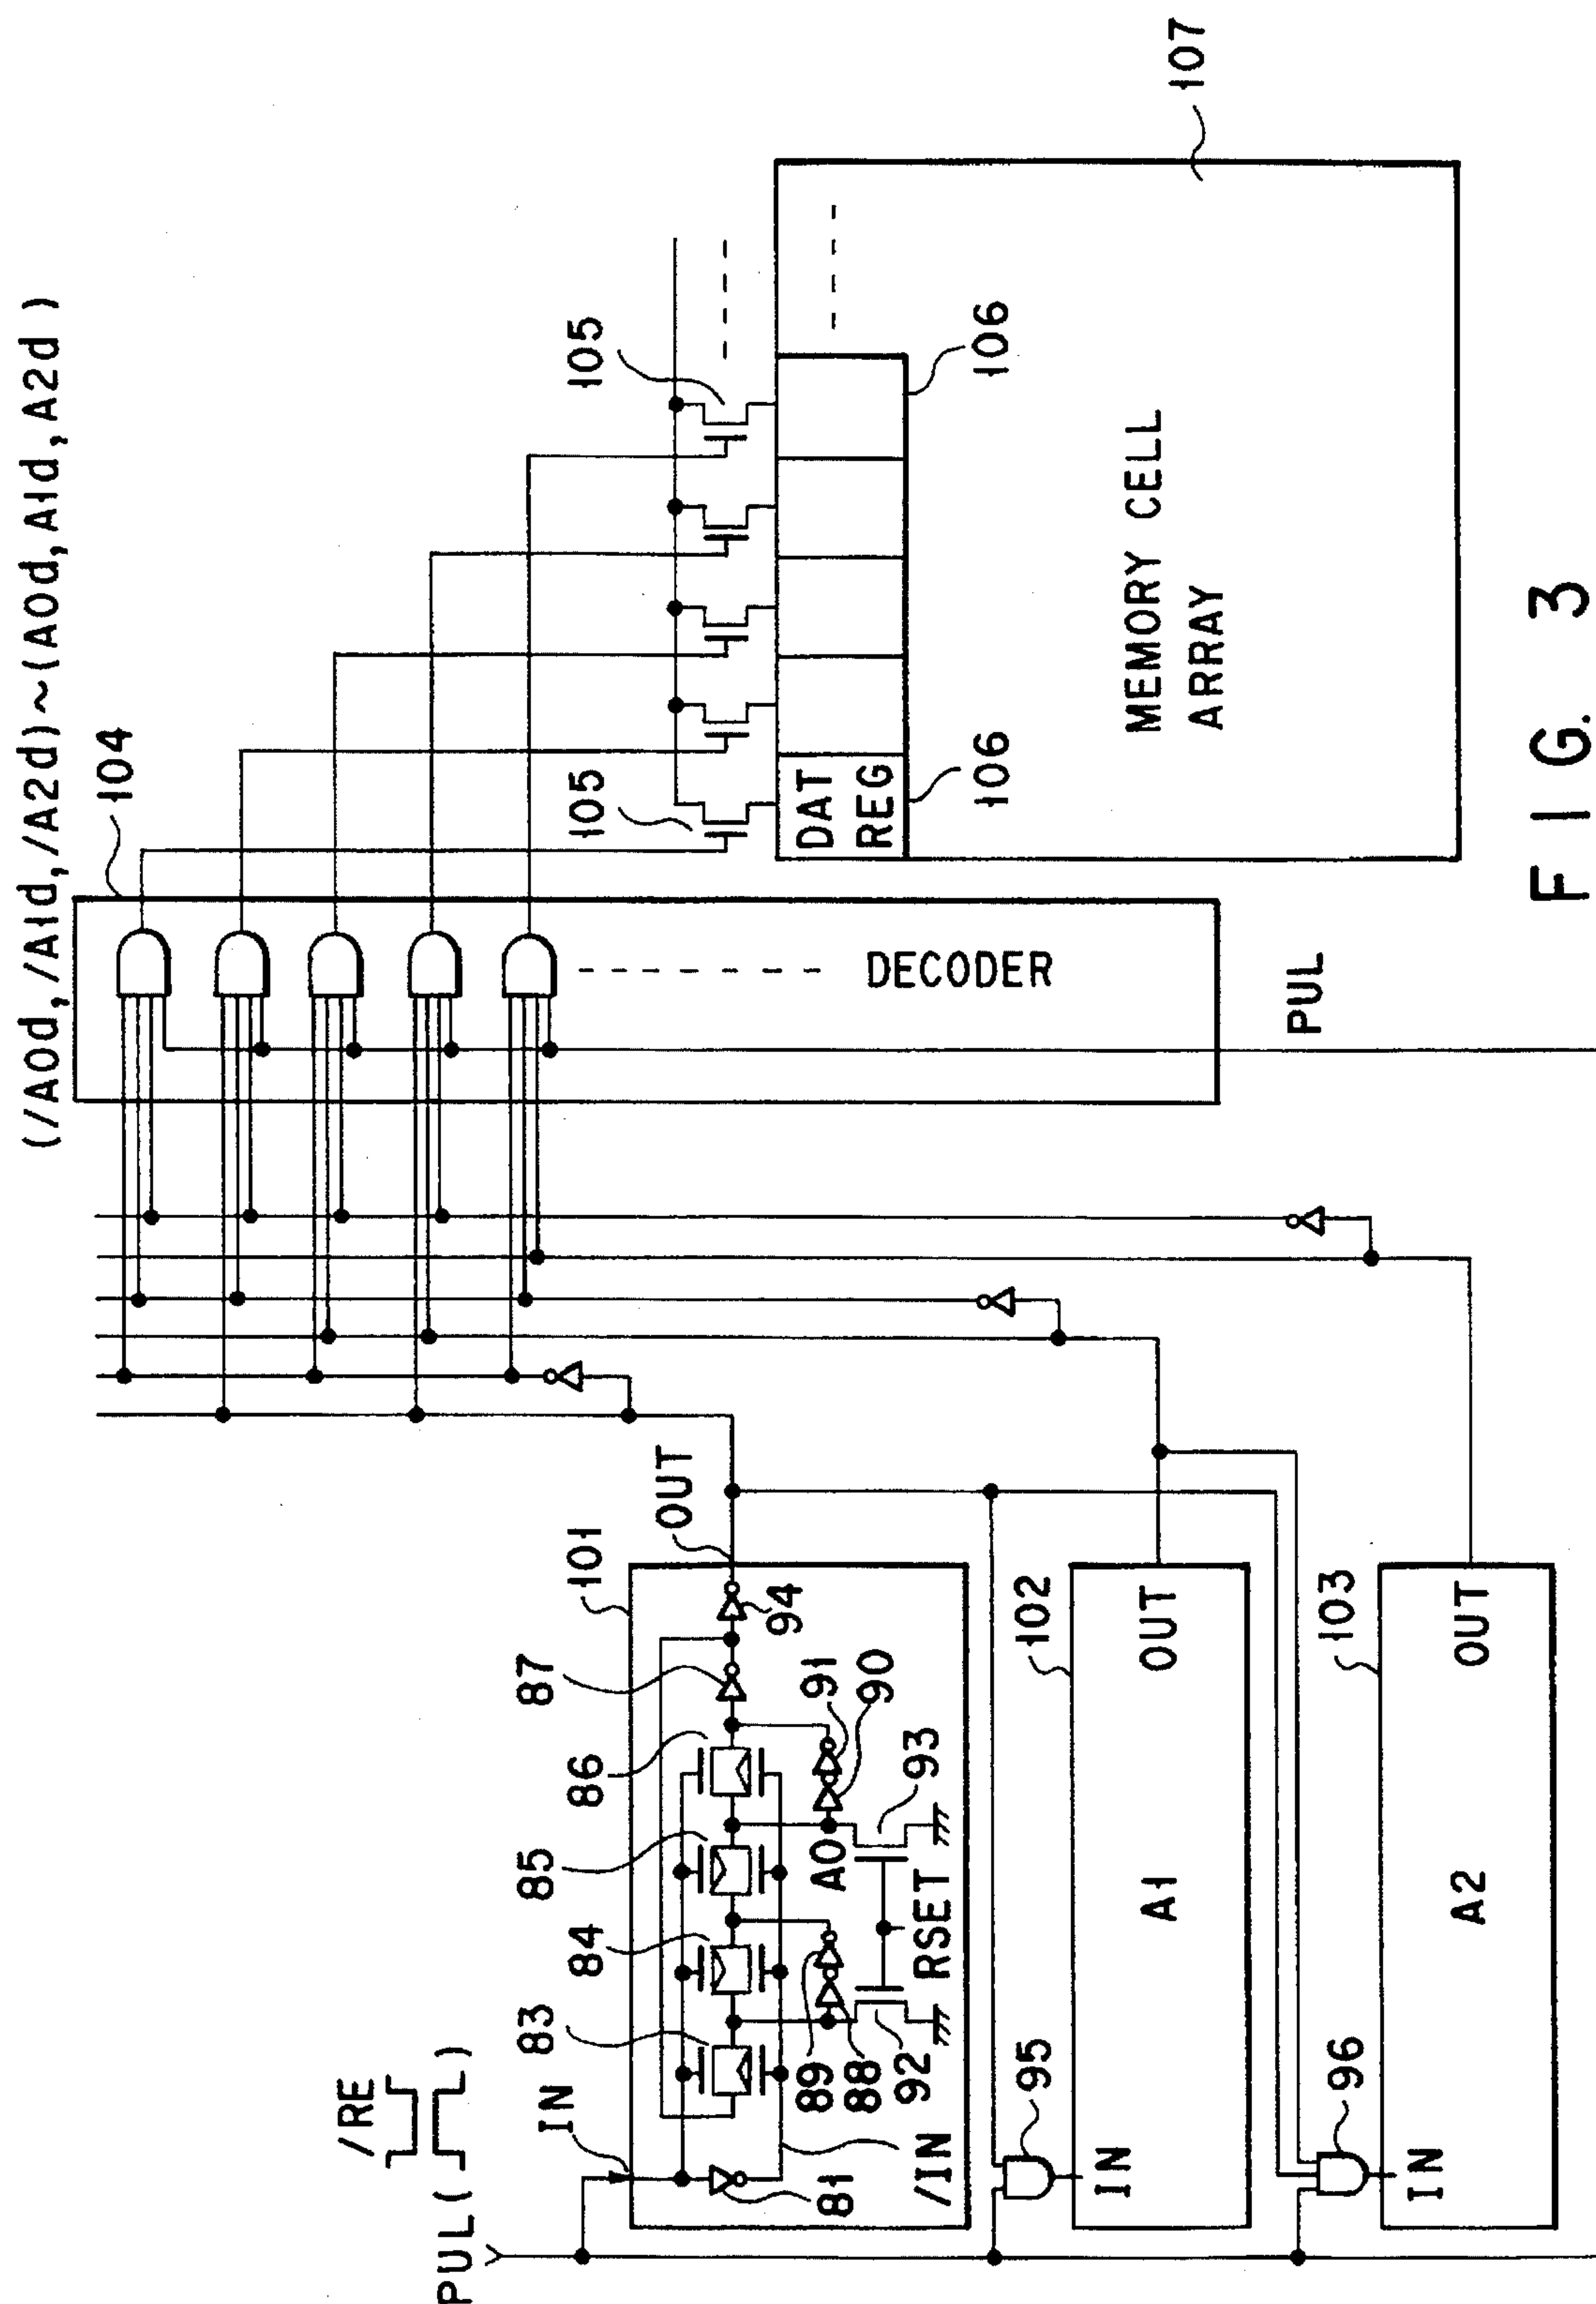 (/A0d,/A1d,/A2d)~(A0d,A1d,A2d)
104
105
105
DAT
REG
106
106
MEMORY CELL
ARRAY
107
DECODER
PUL
/RE
PUL( )
IN
101
OUT
83
84
85
86
87
94
81
/IN
89
88
92
RSET
A0
93
91
90
95
IN
A1
OUT
102
96
IN
A2
OUT
103
FIG. 3